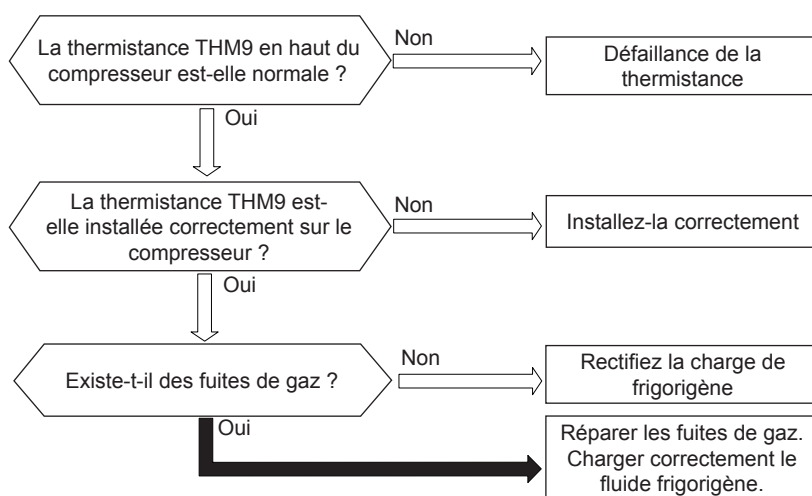 La thermistance THM9 en haut du
compresseur est-elle normale ?
Non
Défaillance de la
thermistance
Oui
La thermistance THM9 est-
elle installée correctement sur le
compresseur ?
Non
Installez-la correctement
Oui
Existe-t-il des fuites de gaz ?
Non
Rectifiez la charge de
frigorigène
Oui
Réparer les fuites de gaz.
Charger correctement le
fluide frigorigène.